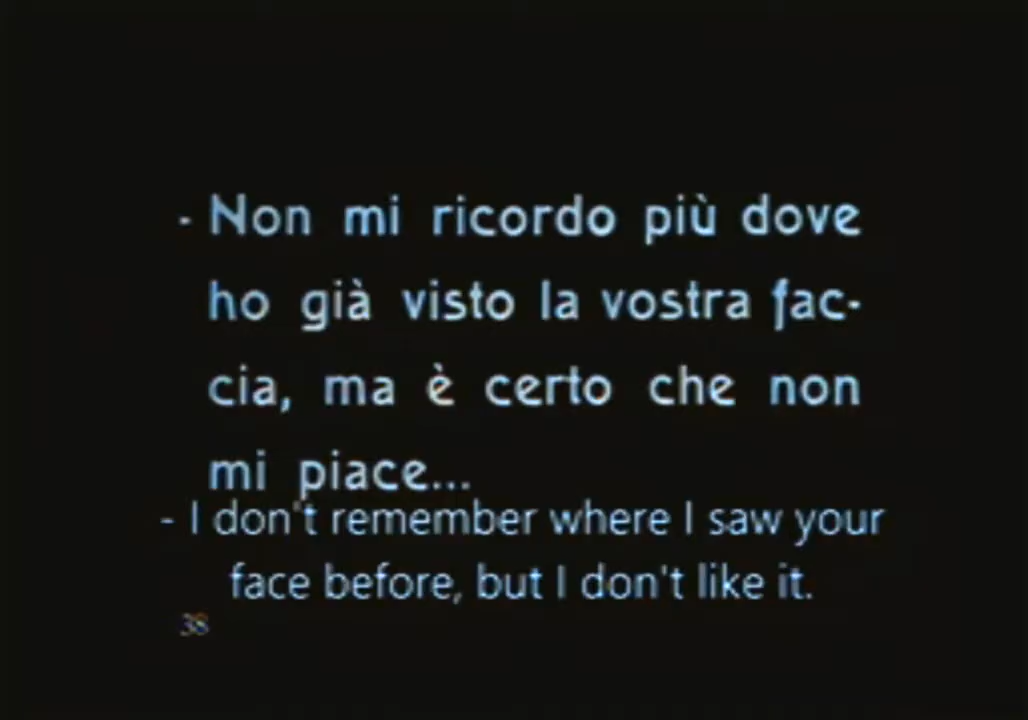 - Non mi ricordo più dove
ho già visto la vostra fac-
cia, ma è certo che non
mi piace...
- I don't remember where I saw your
face before, but I don't like it.
38